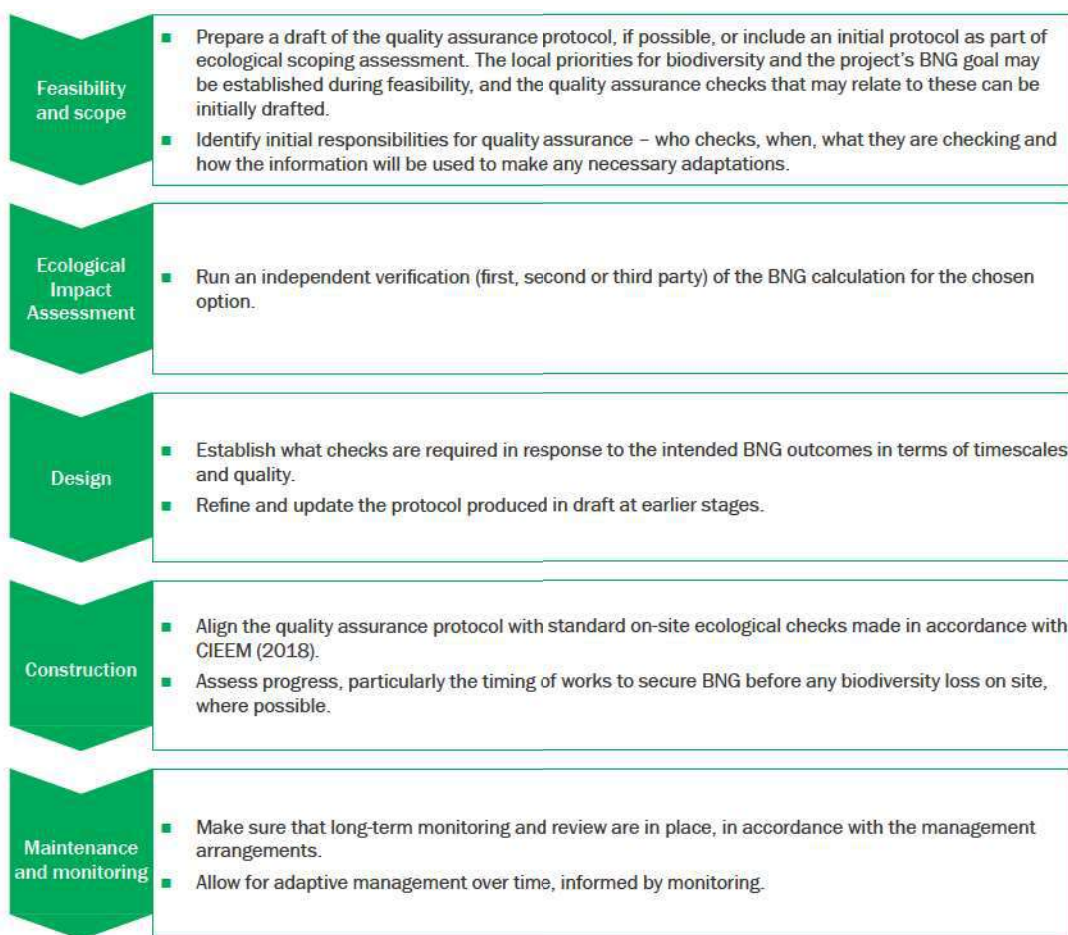 Feasibility
and scope
■ Prepare a draft of the quality assurance protocol, if possible, or include an initial protocol as part of
ecological scoping assessment. The local priorities for biodiversity and the project's BNG goal may
be established during feasibility, and the quality assurance checks that may relate to these can be
initially drafted.
■ Identify initial responsibilities for quality assurance – who checks, when, what they are checking and
how the information will be used to make any necessary adaptations.
Ecological
Impact
Assessment
■ Run an independent verification (first, second or third party) of the BNG calculation for the chosen
option.
Design
■ Establish what checks are required in response to the intended BNG outcomes in terms of timescales
and quality.
■ Refine and update the protocol produced in draft at earlier stages.
Construction
■ Align the quality assurance protocol with standard on-site ecological checks made in accordance with
CIEEM (2018).
■ Assess progress, particularly the timing of works to secure BNG before any biodiversity loss on site,
where possible.
Maintenance
and monitoring
■ Make sure that long-term monitoring and review are in place, in accordance with the management
arrangements.
■ Allow for adaptive management over time, informed by monitoring.